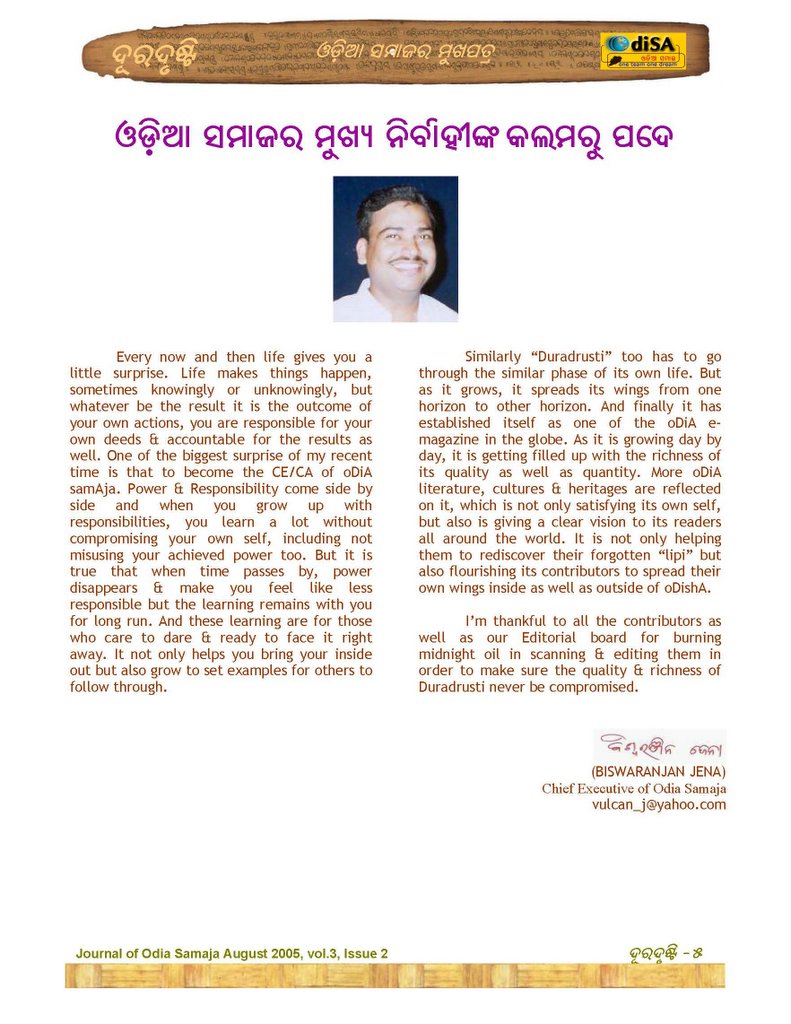 ଦୂରଦୃଷ୍ଟି
ଓଡ଼ିଆ ସମାଜର ମୁଖପତ୍ର
OdiSA
ଓଡ଼ିଆ ସମାଜ
one team one dream
ଓଡ଼ିଆ ସମାଜର ମୁଖ୍ୟ ନିର୍ବାହୀଙ୍କ କଲମରୁ ପଦେ
Every now and then life gives you a
little surprise. Life makes things happen,
sometimes knowingly or unknowingly, but
whatever be the result it is the outcome of
your own actions, you are responsible for your
own deeds & accountable for the results as
well. One of the biggest surprise of my recent
time is that to become the CE/CA of oDiA
samAja. Power & Responsibility come side by
side and when you grow up with
responsibilities, you learn a lot without
compromising your own self, including not
misusing your achieved power too. But it is
true that when time passes by, power
disappears & make you feel like less
responsible but the learning remains with you
for long run. And these learning are for those
who care to dare & ready to face it right
away. It not only helps you bring your inside
out but also grow to set examples for others to
follow through.
Similarly “Duradrusti” too has to go
through the similar phase of its own life. But
as it grows, it spreads its wings from one
horizon to other horizon. And finally it has
established itself as one of the oDiA e-
magazine in the globe. As it is growing day by
day, it is getting filled up with the richness of
its quality as well as quantity. More oDiA
literature, cultures & heritages are reflected
on it, which is not only satisfying its own self,
but also is giving a clear vision to its readers
all around the world. It is not only helping
them to rediscover their forgotten “lipi” but
also flourishing its contributors to spread their
own wings inside as well as outside of oDishA.
I’m thankful to all the contributors as
well as our Editorial board for burning
midnight oil in scanning & editing them in
order to make sure the quality & richness of
Duradrusti never be compromised.
ବିଶ୍ୱରଞ୍ଜନ ଜେନା
(BISWARANJAN JENA)
Chief Executive of Odia Samaja
vulcan_j@yahoo.com
Journal of Odia Samaja August 2005, vol.3, Issue 2
ଦୂରଦୃଷ୍ଟି - ୫